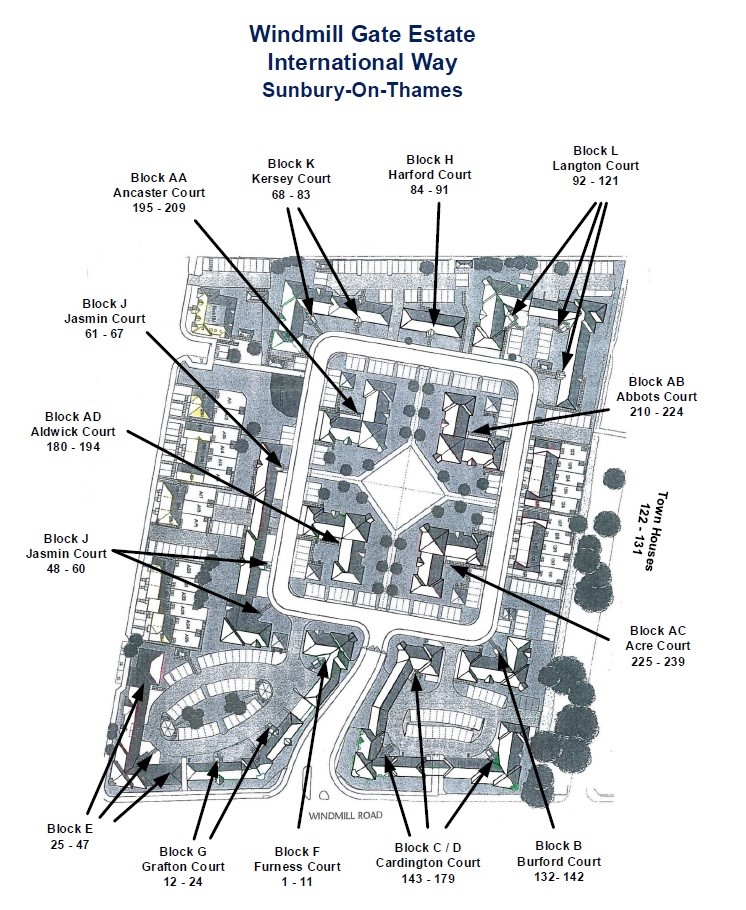 Windmill Gate Estate
International Way
Sunbury-On-Thames
Block AA
Ancaster Court
195 - 209
Block K
Kersey Court
68 - 83
Block H
Harford Court
84 - 91
Block L
Langton Court
92 - 121
Block J
Jasmin Court
61 - 67
Block AB
Abbots Court
210 - 224
Block AD
Aldwick Court
180 - 194
Town Houses
122 - 131
Block J
Jasmin Court
48 - 60
Block AC
Acre Court
225 - 239
WINDMILL ROAD
Block E
25 - 47
Block G
Grafton Court
12 - 24
Block F
Furness Court
1 - 11
Block C / D
Cardington Court
143 - 179
Block B
Burford Court
132- 142